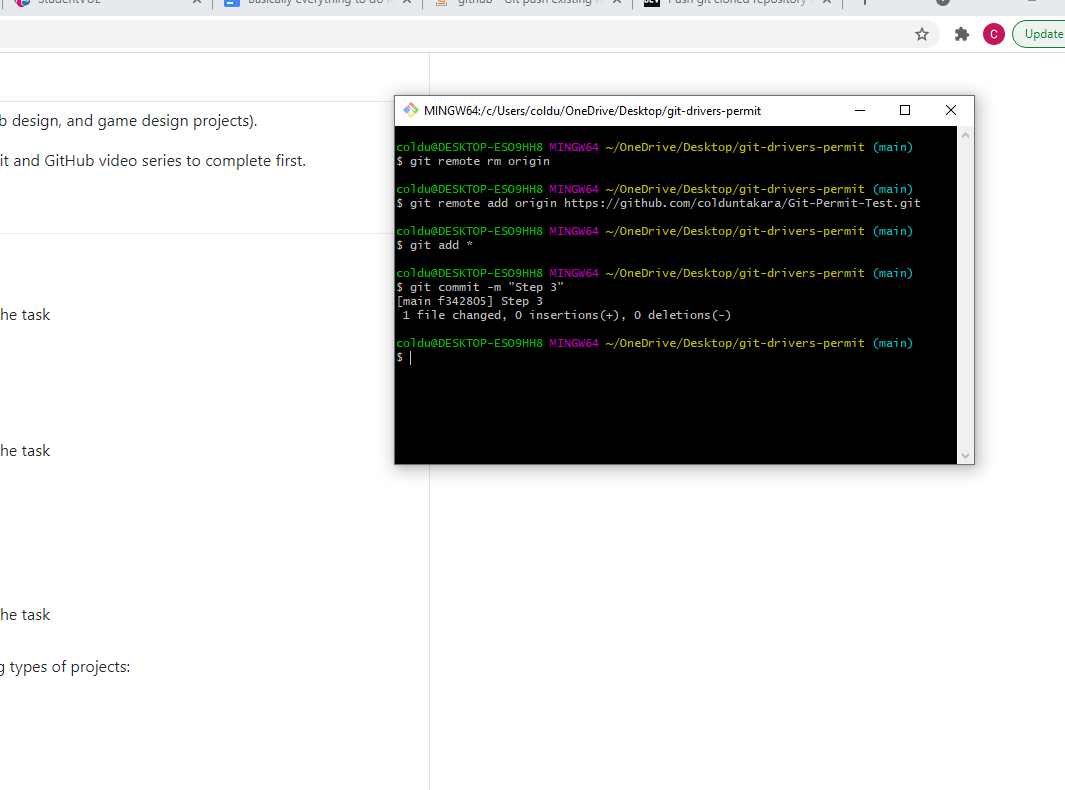 StudentVUE
Basically everything to do
github - Git push existing
DEV
Push git cloned repository
C
Update
b design, and game design projects).
it and GitHub video series to complete first.
he task
he task
he task
g types of projects:
MINGW64:/c/Users/coldu/OneDrive/Desktop/git-drivers-permit
coldu@DESKTOP-ESO9HH8 MINGW64 ~/OneDrive/Desktop/git-drivers-permit (main)
$ git remote rm origin
coldu@DESKTOP-ESO9HH8 MINGW64 ~/OneDrive/Desktop/git-drivers-permit (main)
$ git remote add origin https://github.com/colduntakara/Git-Permit-Test.git
coldu@DESKTOP-ESO9HH8 MINGW64 ~/OneDrive/Desktop/git-drivers-permit (main)
$ git add *
coldu@DESKTOP-ESO9HH8 MINGW64 ~/OneDrive/Desktop/git-drivers-permit (main)
$ git commit -m "Step 3"
[main f342805] Step 3
1 file changed, 0 insertions(+), 0 deletions(-)
coldu@DESKTOP-ESO9HH8 MINGW64 ~/OneDrive/Desktop/git-drivers-permit (main)
$